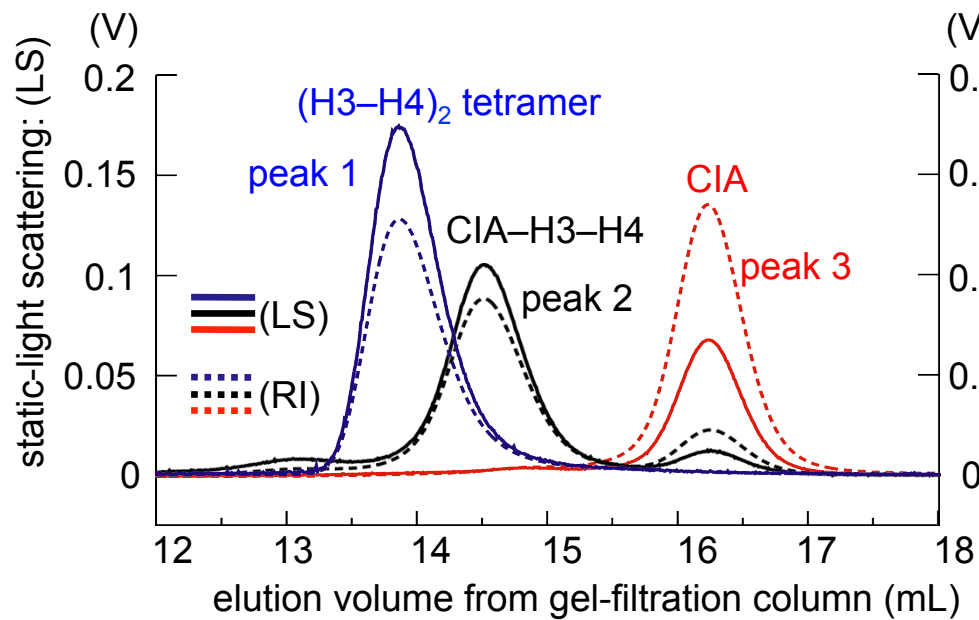 (V)
(V
static-light scattering: (LS)
0.2
0.15
0.1
0.05
0
(H3–H4)2 tetramer
peak 1
CIA–H3–H4
peak 2
CIA
peak 3
(LS)
(RI)
0.
0.
0.
0.
0.
12 13 14 15 16 17 18
elution volume from gel-filtration column (mL)